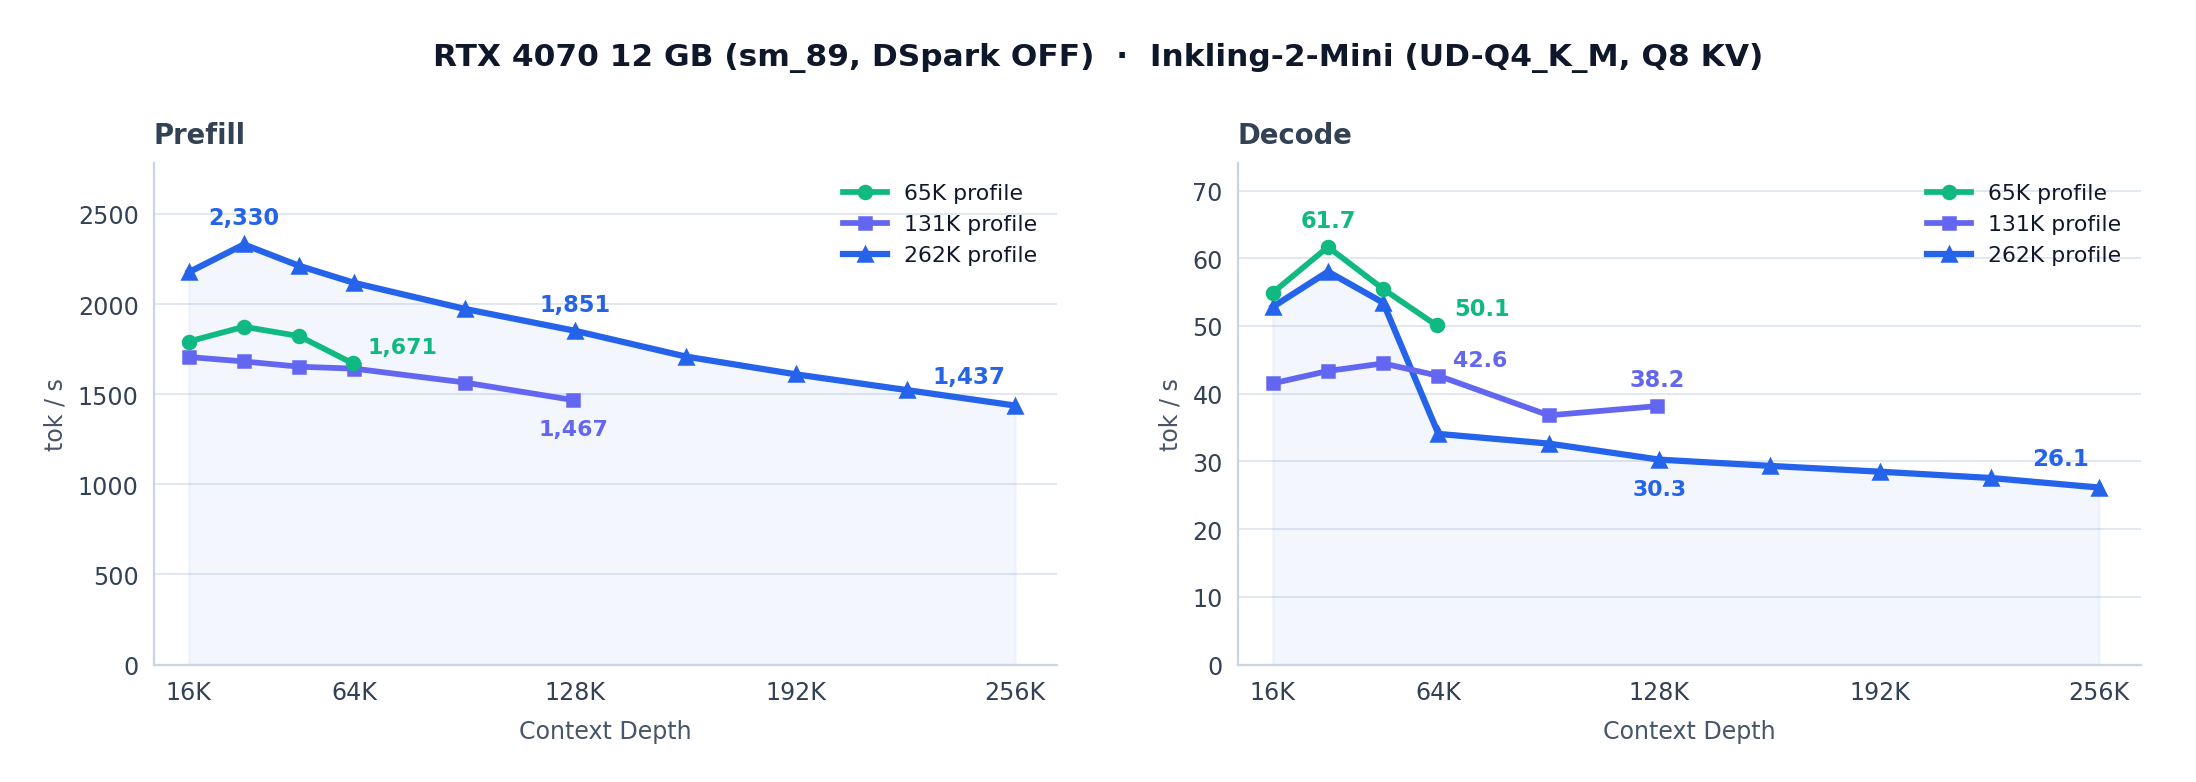 RTX 4070 12 GB (sm_89, DSpark OFF) · Inkling-2-Mini (UD-Q4_K_M, Q8 KV)
Prefill
65K profile
131K profile
262K profile
2,330
1,851
1,671
1,437
1,467
2500
2000
1500
1000
500
0
tok / s
16K
64K
128K
192K
256K
Context Depth
Decode
65K profile
131K profile
262K profile
61.7
50.1
42.6
38.2
30.3
26.1
70
60
50
40
30
20
10
0
tok / s
16K
64K
128K
192K
256K
Context Depth